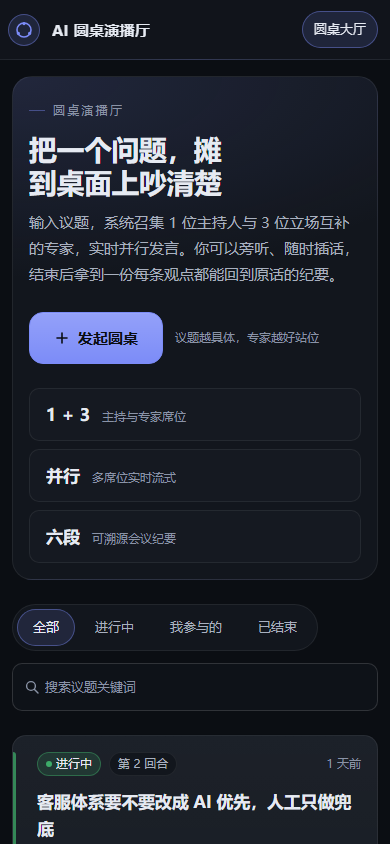 AI 圆桌演播厅
圆桌大厅
圆桌演播厅
把一个问题，摊
到桌面上吵清楚
输入议题，系统召集 1 位主持人与 3 位立场互补
的专家，实时并行发言。你可以旁听、随时插话，
结束后拿到一份每条观点都能回到原话的纪要。
+ 发起圆桌
议题越具体，专家越好站位
1 + 3 主持与专家席位
并行 多席位实时流式
六段 可溯源会议纪要
全部 进行中 我参与的 已结束
搜索议题关键词
进行中 第 2 回合 1 天前
客服体系要不要改成 AI 优先，人工只做兜
底